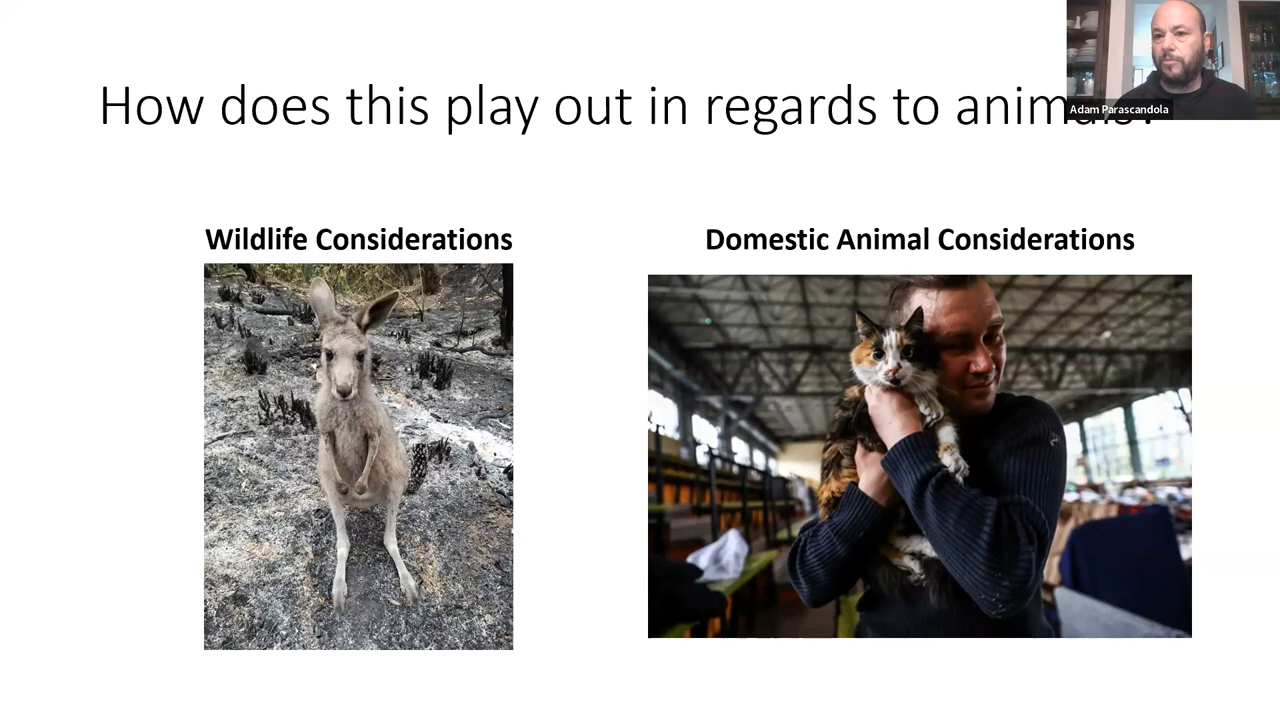 How does this play out in regards to animals?
Adam Parascandola
Wildlife Considerations
Domestic Animal Considerations